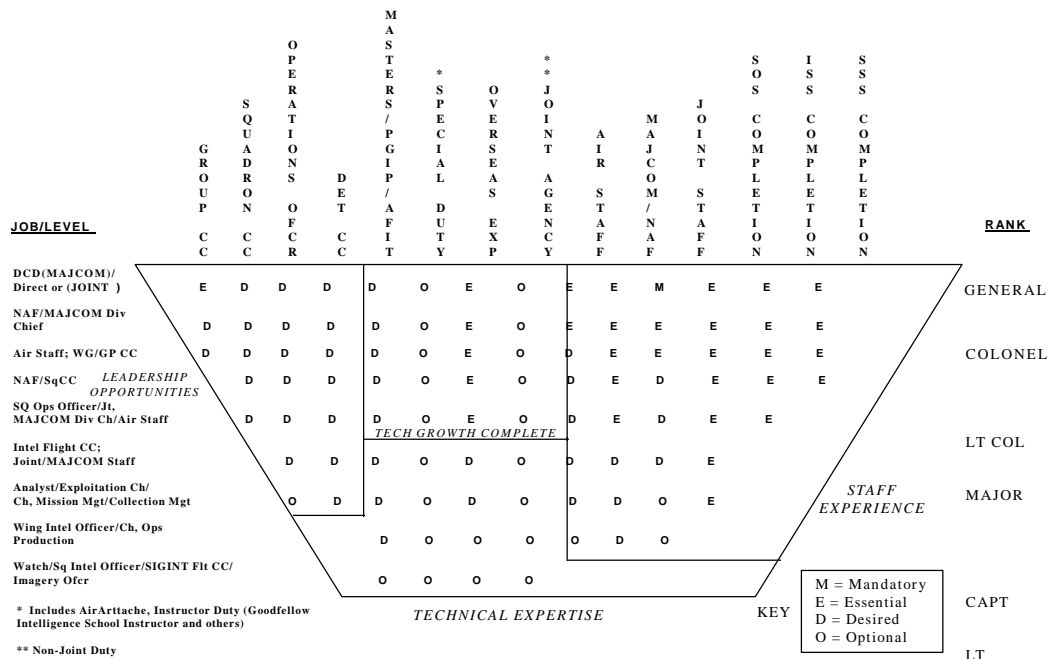 GROUP CC
SQUADRON CC
OPERATIONS OFCR
DET CC
MASTERS/PGIP/AFIT
*SPECIAL DUTY
OVERSEAS EXP
**JOINT AGENCY
AIR STAFF
MAJCOM/NAF
JOINT STAFF
SOS COMPLETION
ISS COMPLETION
SSS COMPLETION
JOB/LEVEL
RANK
DCD(MAJCOM)/
Direct or (JOINT )
E D D D D O E O E E M E E E
GENERAL
NAF/MAJCOM Div
Chief
D D D D D O E O E E E E E E
Air Staff; WG/GP CC
D D D D D O E O D E E E E E
COLONEL
NAF/SqCC
LEADERSHIP
OPPORTUNITIES
D D D D O E O D E D E E E
SQ Ops Officer/Jt,
MAJCOM Div Ch/Air Staff
D D D D O E O D E D E E
TECH GROWTH COMPLETE
LT COL
Intel Flight CC;
Joint/MAJCOM Staff
D D D O D O D D D E
Analyst/Exploitation Ch/
Ch, Mission Mgt/Collection Mgt
O D D O D O D D O E
STAFF
EXPERIENCE
MAJOR
Wing Intel Officer/Ch, Ops
Production
D O O O O D O
Watch/Sq Intel Officer/SIGINT Flt CC/
Imagery Ofcr
O O O O
* Includes AirArttache, Instructor Duty (Goodfellow
Intelligence School Instructor and others)
TECHNICAL EXPERTISE
KEY
M = Mandatory
E = Essential
D = Desired
O = Optional
CAPT
** Non-Joint Duty
LT